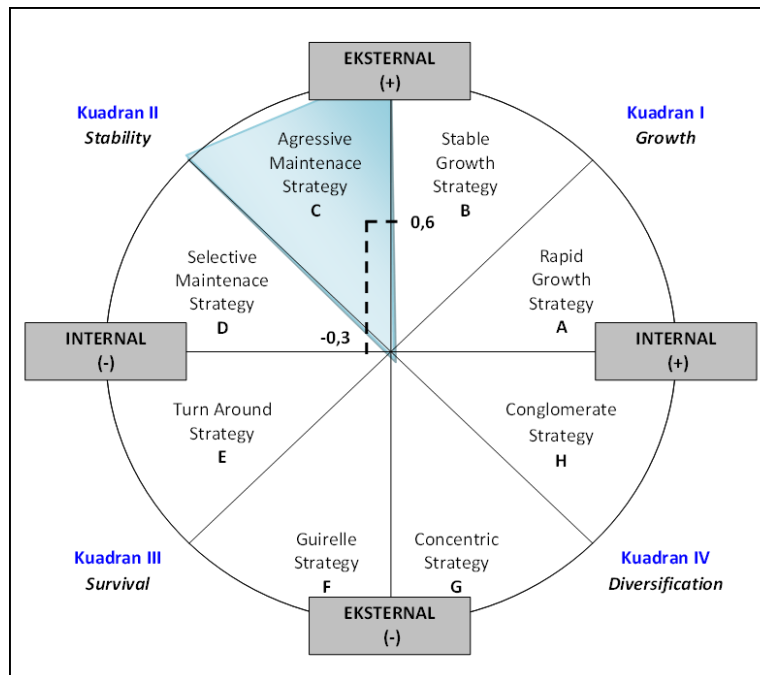 EKSTERNAL
(+)
Kuadran II
Stability
Kuadran I
Growth
Agressive
Maintenace
Strategy
C
Stable
Growth
Strategy
B
0,6
Selective
Maintenace
Strategy
D
Rapid
Growth
Strategy
A
-0,3
INTERNAL
(-)
INTERNAL
(+)
Turn Around
Strategy
E
Conglomerate
Strategy
H
Guirelle
Strategy
F
Concentric
Strategy
G
Kuadran III
Survival
Kuadran IV
Diversification
EKSTERNAL
(-)